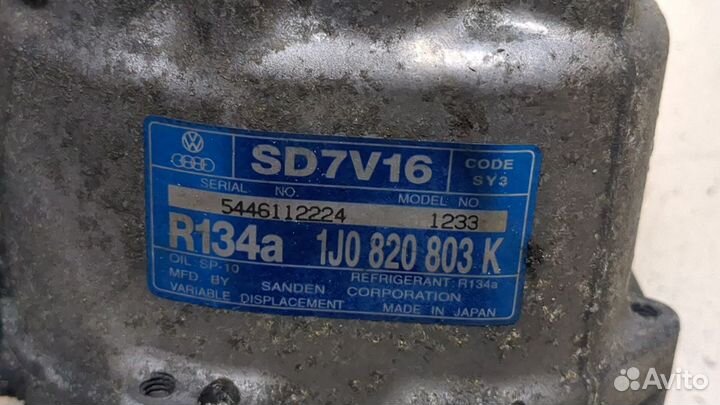 SD7V16
CODE
SY3
SERIAL NO.
MODEL NO
5446112224
1233
R134a
1J0 820 803 K
OIL SP-10
REFRIGERANT R134a
MFD BY SANDEN CORPORATION
VARIABLE DISPLACEMENT MADE IN JAPAN
Avito